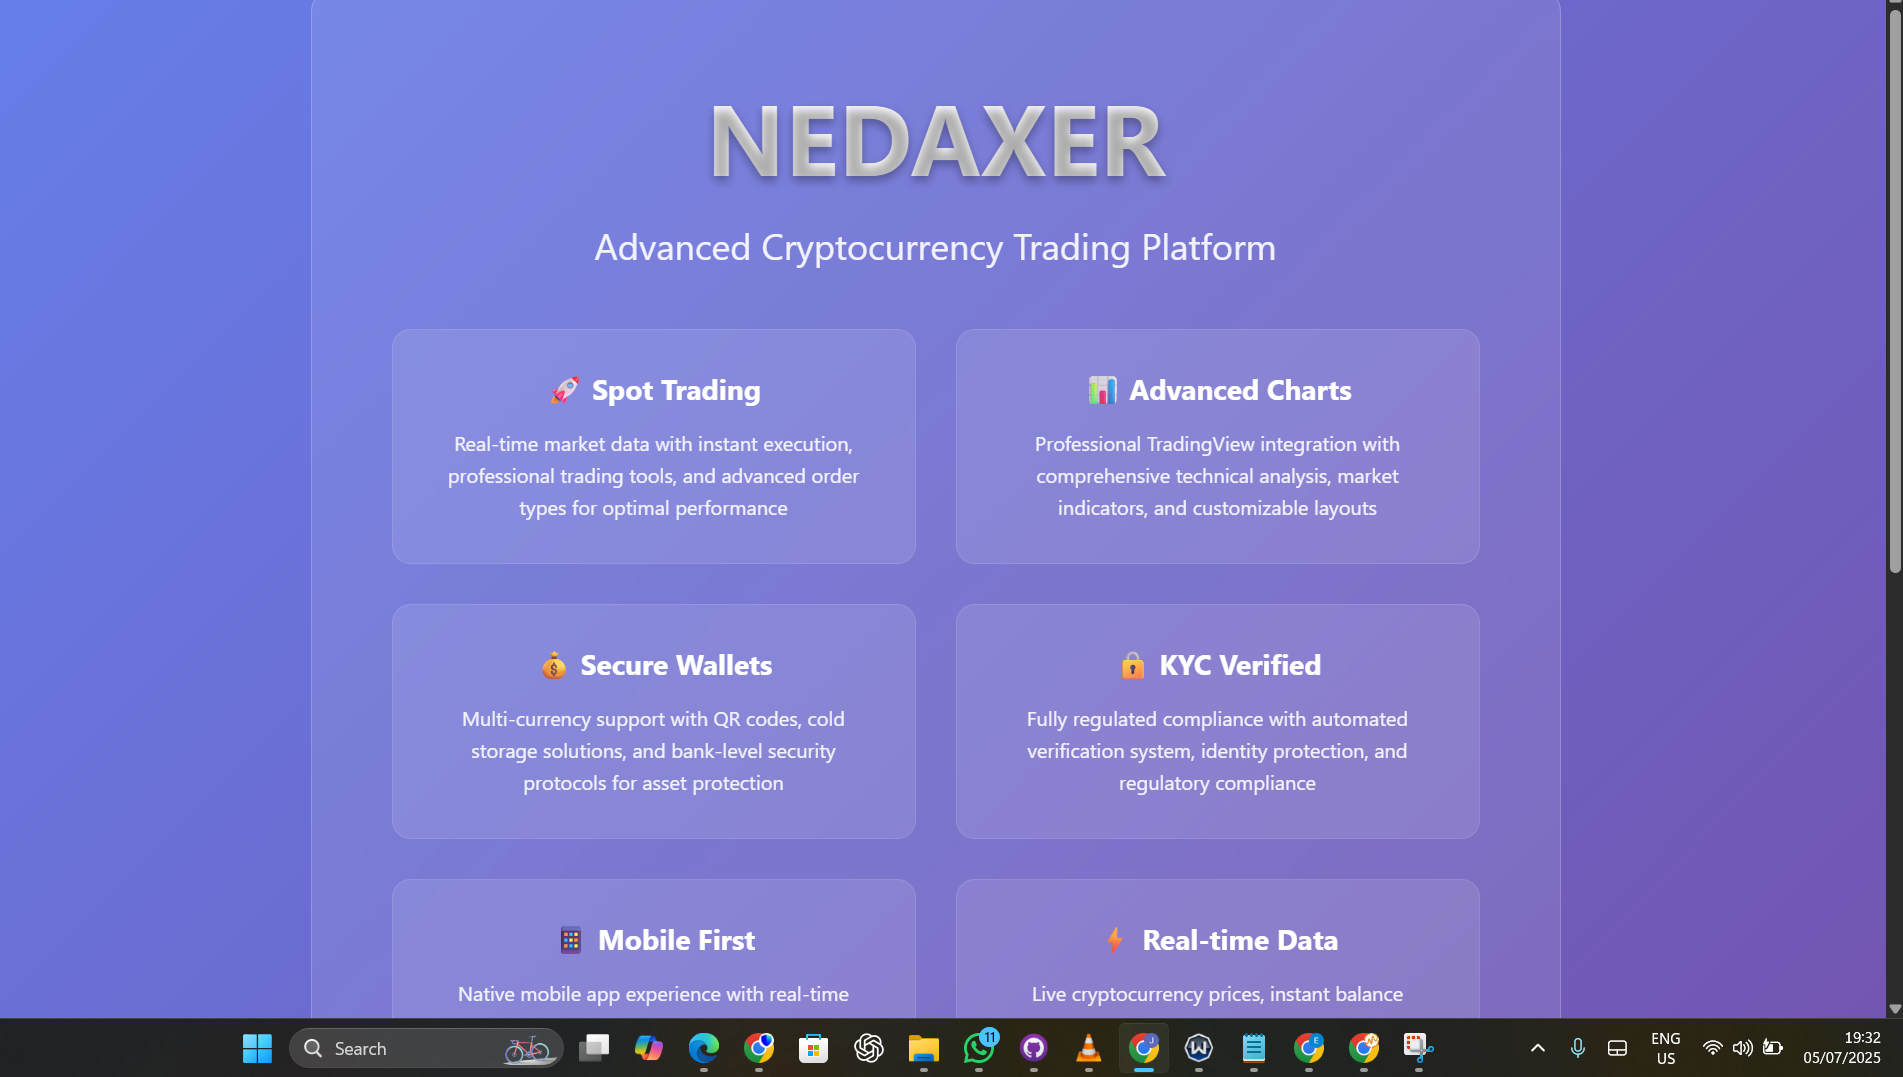 NEDAXER
Advanced Cryptocurrency Trading Platform
🚀 Spot Trading
Real-time market data with instant execution,
professional trading tools, and advanced order
types for optimal performance
📊 Advanced Charts
Professional TradingView integration with
comprehensive technical analysis, market
indicators, and customizable layouts
💰 Secure Wallets
Multi-currency support with QR codes, cold
storage solutions, and bank-level security
protocols for asset protection
🔒 KYC Verified
Fully regulated compliance with automated
verification system, identity protection, and
regulatory compliance
📱 Mobile First
Native mobile app experience with real-time
⚡ Real-time Data
Live cryptocurrency prices, instant balance
Search
11
J
W
E
ENG
US
19:32
05/07/2025